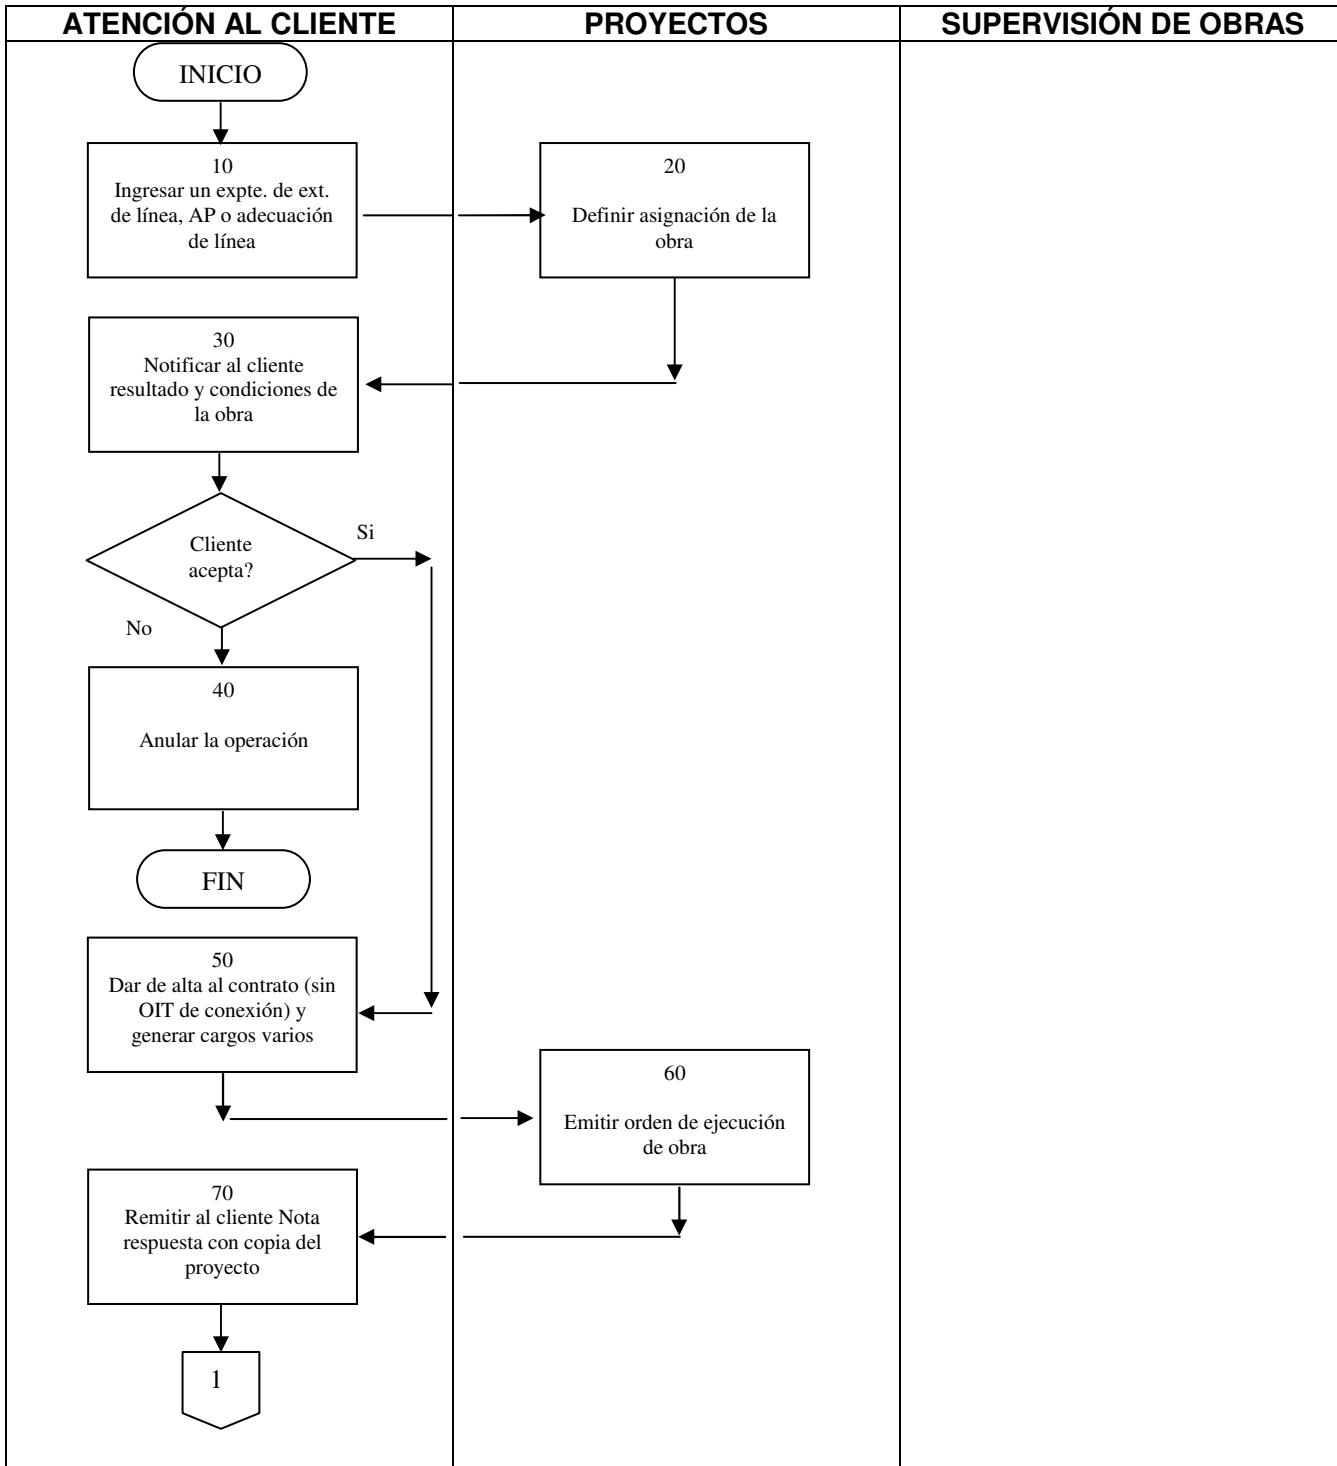 ATENCIÓN AL CLIENTE
PROYECTOS
SUPERVISIÓN DE OBRAS
INICIO
10
Ingresar un expte. de ext.
de línea, AP o adecuación
de línea
20
Definir asignación de la
obra
30
Notificar al cliente
resultado y condiciones de
la obra
Cliente
acepta?
Si
No
40
Anular la operación
FIN
50
Dar de alta al contrato (sin
OIT de conexión) y
generar cargos varios
60
Emitir orden de ejecución
de obra
70
Remitir al cliente Nota
respuesta con copia del
proyecto
1